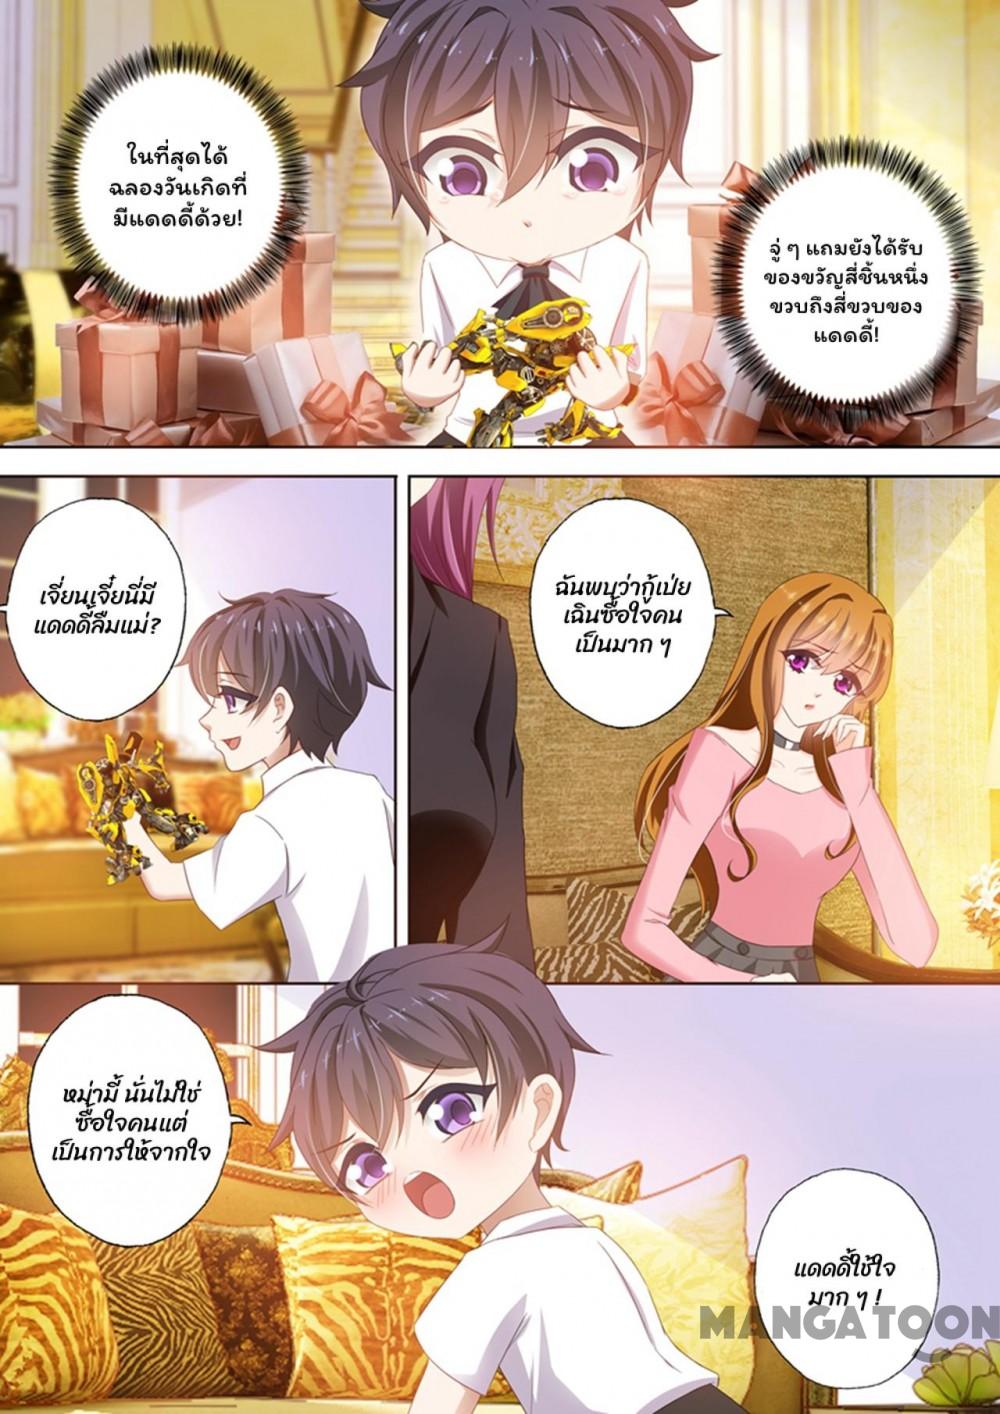 ในที่สุดได้
ฉลองวันเกิดที่
มีแดดดี้ด้วย!
จู่ ๆ แถมยังได้รับ
ของขวัญสี่ชิ้นหนึ่ง
ขวบถึงสี่ขวบของ
แดดดี้!
เจี่ยนเจี๋ยนี่มี
แดดดี้ลืมแม่?
ฉันพบว่ากู้เป่ย
เฉินซื้อใจคน
เป็นมาก ๆ
หม่ามี้ นั่นไม่ใช่
ซื้อใจคนแต่
เป็นการให้จากใจ
แดดดี้ใช้ใจ
มาก ๆ !
MANGATOON